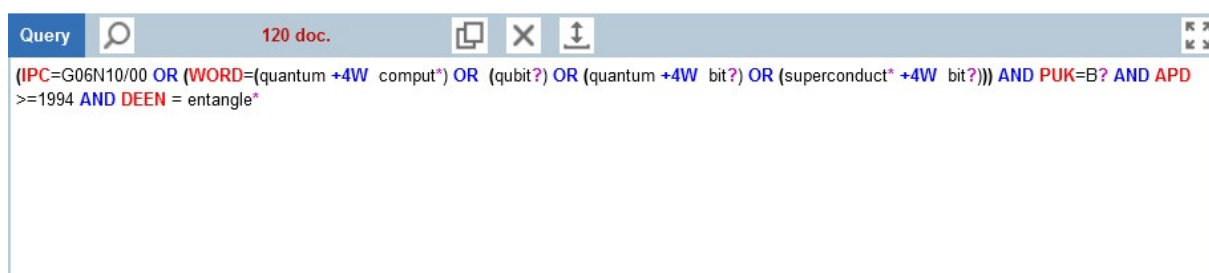 Query 120 doc.
(IPC=G06N10/00 OR (WORD=(quantum +4W comput*) OR (qubit?) OR (quantum +4W bit?) OR (superconduct* +4W bit?))) AND PUK=B? AND APD
>=1994 AND DEEN = entangle*